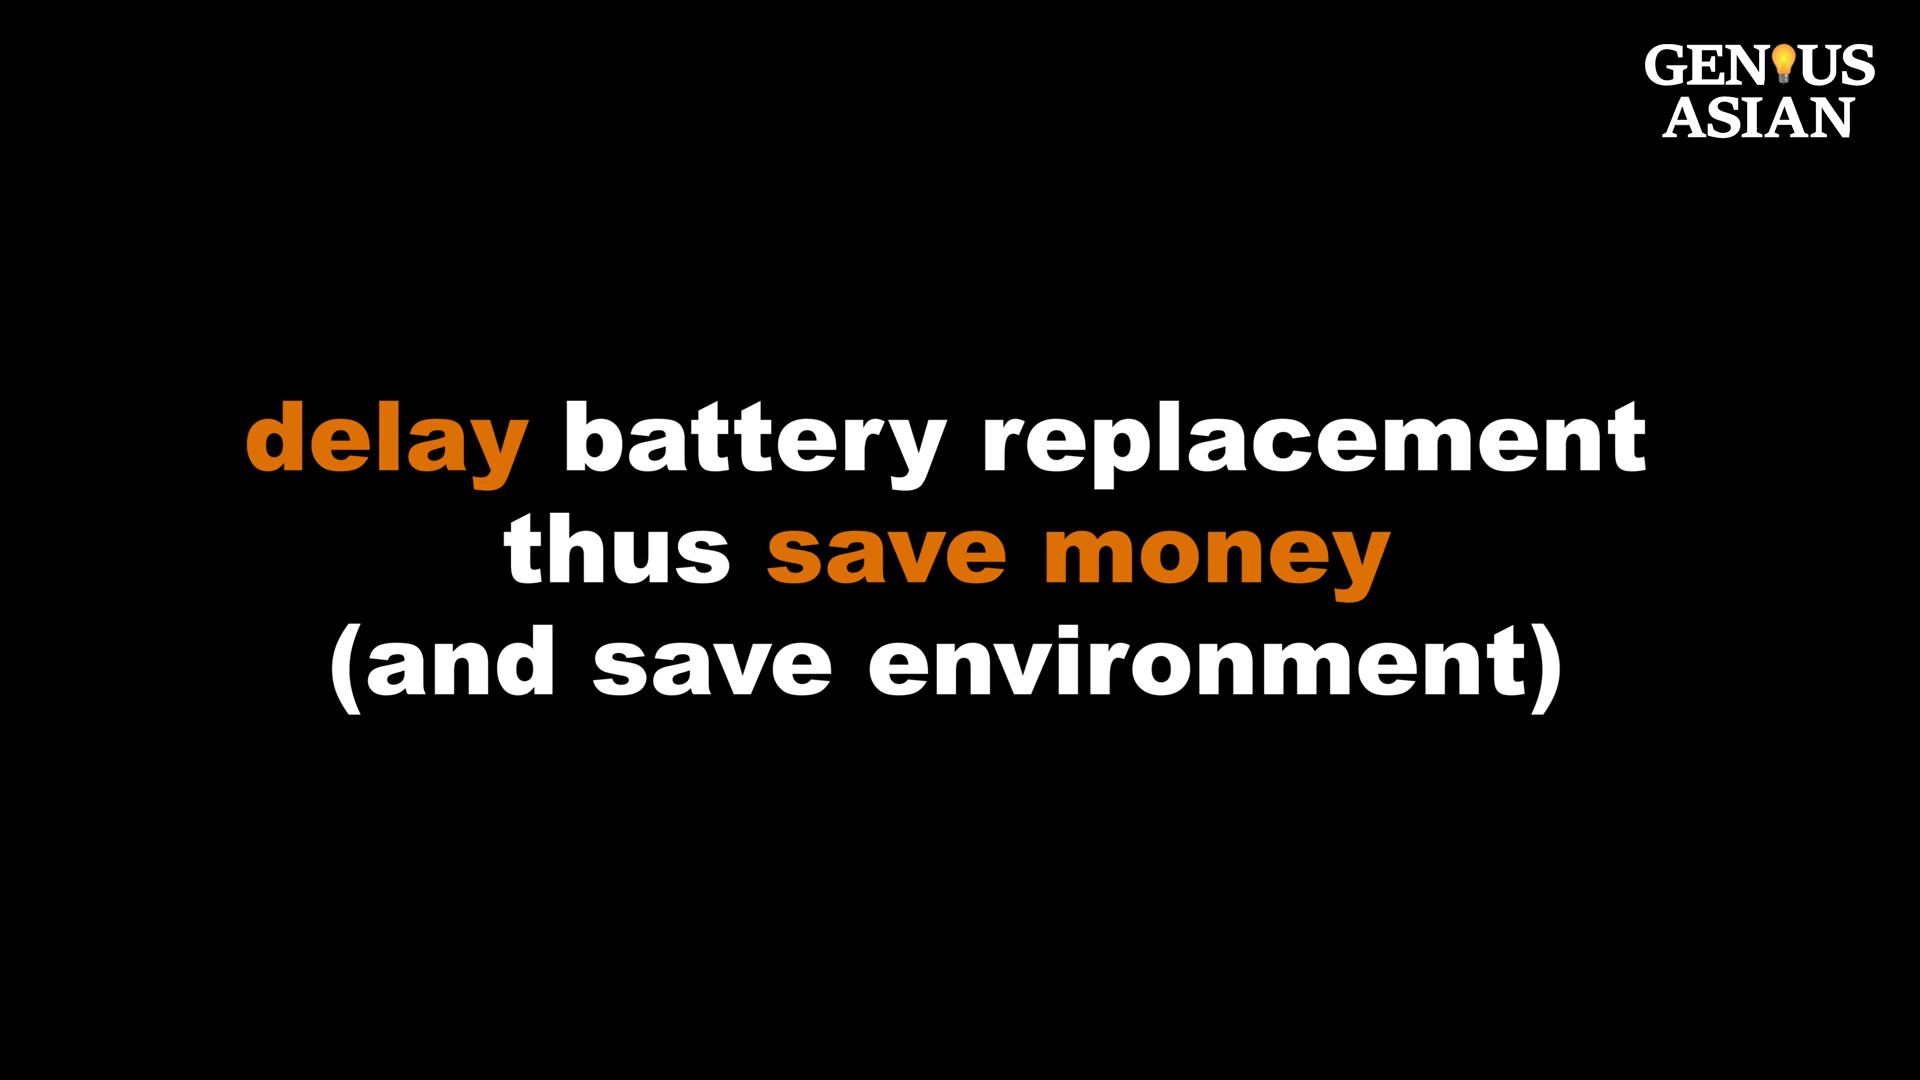 GENIUS
ASIAN
delay battery replacement
thus save money
(and save environment)